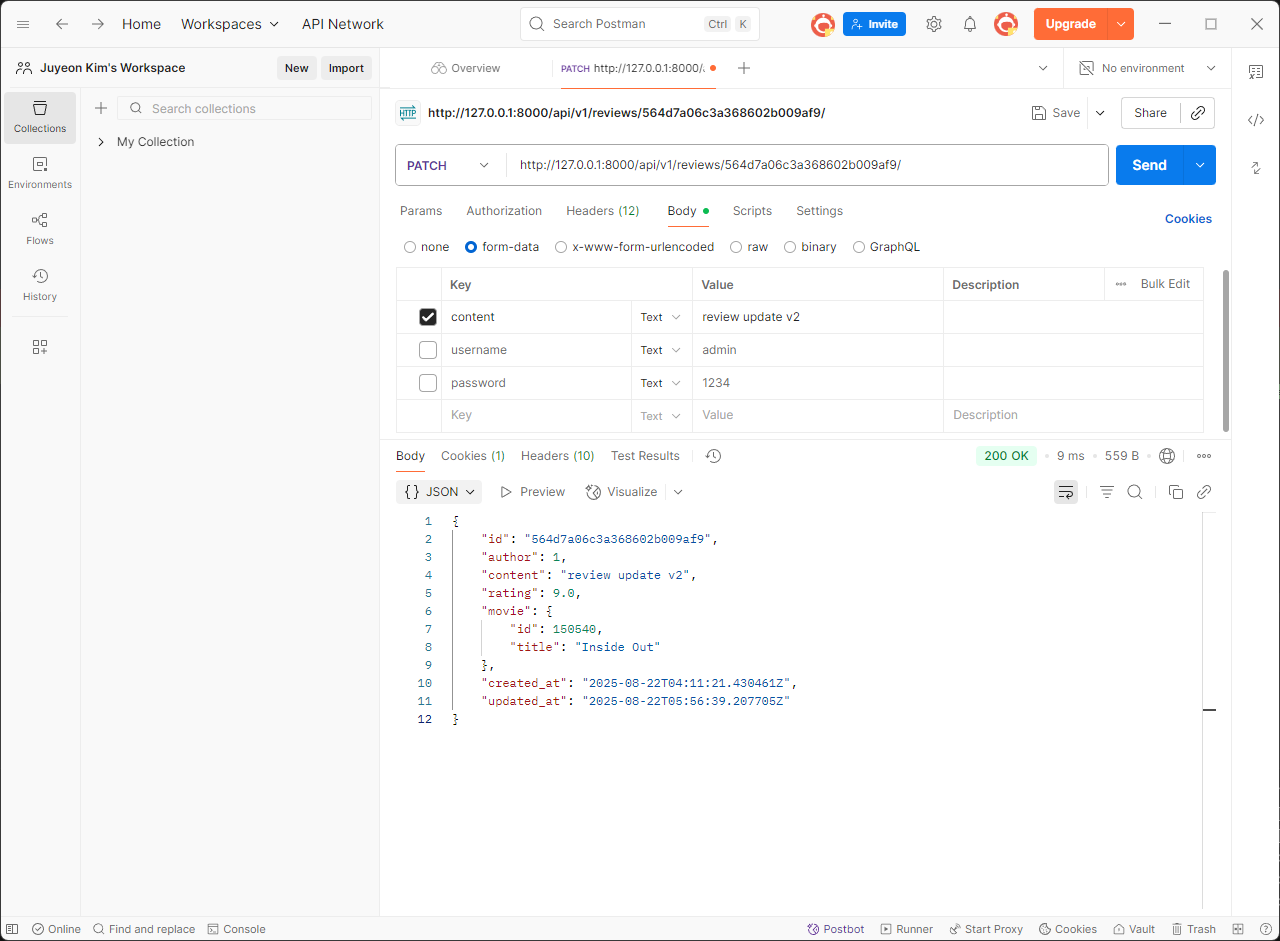 Home Workspaces API Network Search Postman Ctrl K Invite Upgrade
Juyeon Kim's Workspace New Import Overview PATCH http://127.0.0.1:8000/ No environment
Collections
Environments
Flows
History
Search collections
My Collection
HTTP http://127.0.0.1:8000/api/v1/reviews/564d7a06c3a368602b009af9/ Save Share
PATCH http://127.0.0.1:8000/api/v1/reviews/564d7a06c3a368602b009af9/ Send
Params Authorization Headers (12) Body Scripts Settings Cookies
none form-data x-www-form-urlencoded raw binary GraphQL
Key Value Description Bulk Edit
content Text review update v2
username Text admin
password Text 1234
Key Text Value Description
Body Cookies (1) Headers (10) Test Results 200 OK 9 ms 559 B
{} JSON Preview Visualize
1 {
2 "id": "564d7a06c3a368602b009af9",
3 "author": 1,
4 "content": "review update v2",
5 "rating": 9.0,
6 "movie": {
7 "id": 150540,
8 "title": "Inside Out"
9 },
10 "created_at": "2025-08-22T04:11:21.430461Z",
11 "updated_at": "2025-08-22T05:56:39.207705Z"
12 }
Online Find and replace Console Postbot Runner Start Proxy Cookies Vault Trash